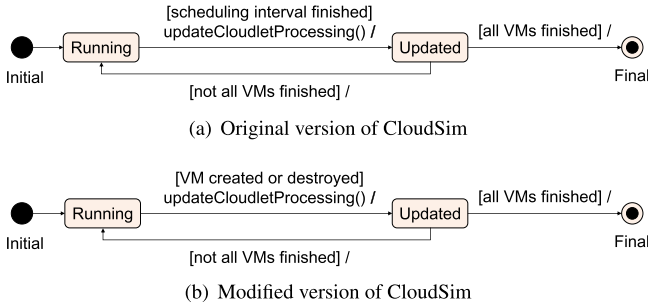 [scheduling interval finished]
updateCloudletProcessing() /
[all VMs finished] /
Running
Updated
Initial
Final
[not all VMs finished] /
(a) Original version of CloudSim
[VM created or destroyed]
updateCloudletProcessing() /
[all VMs finished] /
Running
Updated
Initial
Final
[not all VMs finished] /
(b) Modified version of CloudSim